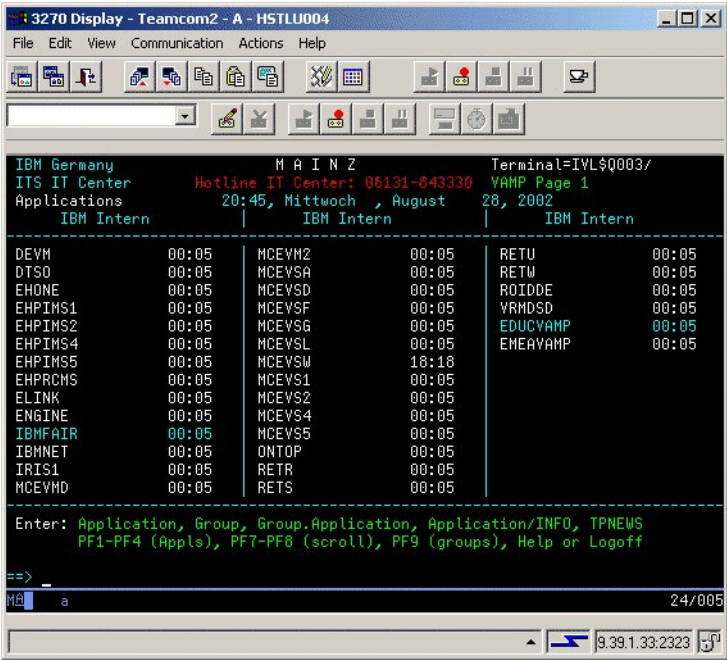 3270 Display - Teamcom2 - A - HSTLU004
File Edit View Communication Actions Help
IBM Germany M A I N Z Terminal=IVL$Q003/
ITS IT Center Hotline IT Center: 06131-843330 VAMP Page 1
Applications 20:45, Mittwoch , August 28, 2002
IBM Intern | IBM Intern | IBM Intern
DEVM 00:05 MCEVM2 00:05 RETU 00:05
DTSO 00:05 MCEVSA 00:05 RETW 00:05
EHONE 00:05 MCEVSD 00:05 ROIDDE 00:05
EHPIMS1 00:05 MCEVSF 00:05 VRMDSD 00:05
EHPIMS2 00:05 MCEVSG 00:05 EDUCVAMP 00:05
EHPIMS4 00:05 MCEVSL 00:05 EMEAVAMP 00:05
EHPIMS5 00:05 MCEVSW 18:18
EHPRCMS 00:05 MCEVS1 00:05
ELINK 00:05 MCEVS2 00:05
ENGINE 00:05 MCEVS4 00:05
IBMFAIR 00:05 MCEVS5 00:05
IBMNET 00:05 ONTOP 00:05
IRIS1 00:05 RETR 00:05
MCEVMD 00:05 RETS 00:05
Enter: Application, Group, Group.Application, Application/INFO, TPNEWS
PF1-PF4 (Appls), PF7-PF8 (scroll), PF9 (groups), Help or Logoff
==> _
MA a 24/005
9.39.1.33:2323